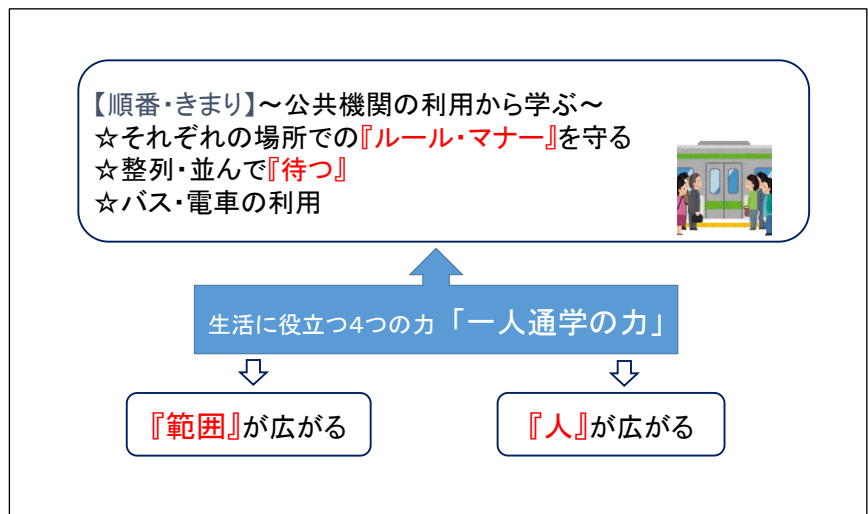 【順番・きまり】～公共機関の利用から学ぶ～
☆それぞれの場所での『ルール・マナー』を守る
☆整列・並んで『待つ』
☆バス・電車の利用
生活に役立つ4つの力「一人通学の力」
『範囲』が広がる
『人』が広がる